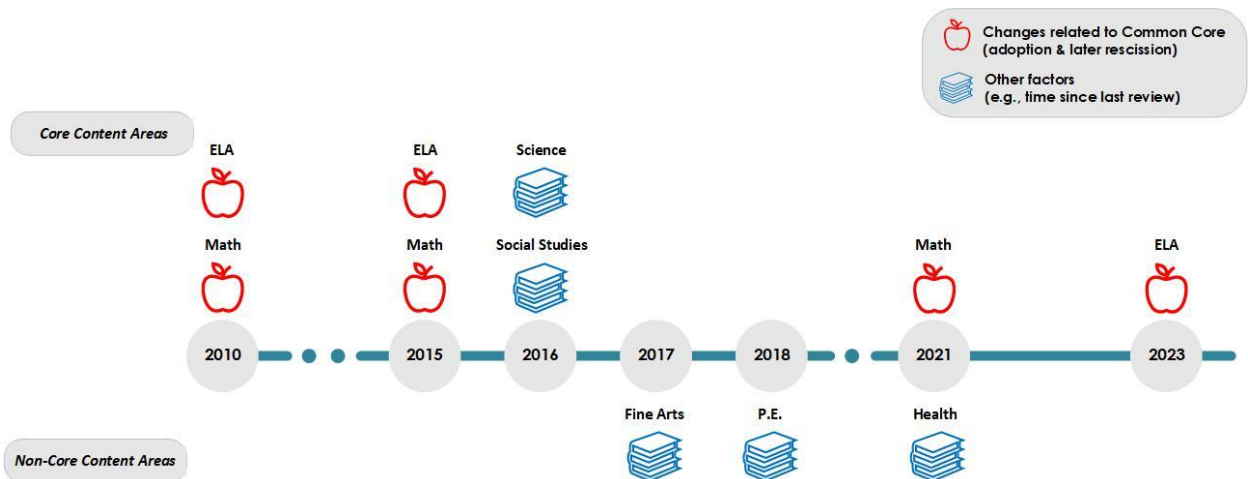 Changes related to Common Core
(adoption & later rescission)
Other factors
(e.g., time since last review)
Core Content Areas
ELA
ELA
Science
Math
Math
Social Studies
Math
ELA
2010
2015
2016
2017
2018
2021
2023
Fine Arts
P.E.
Health
Non-Core Content Areas